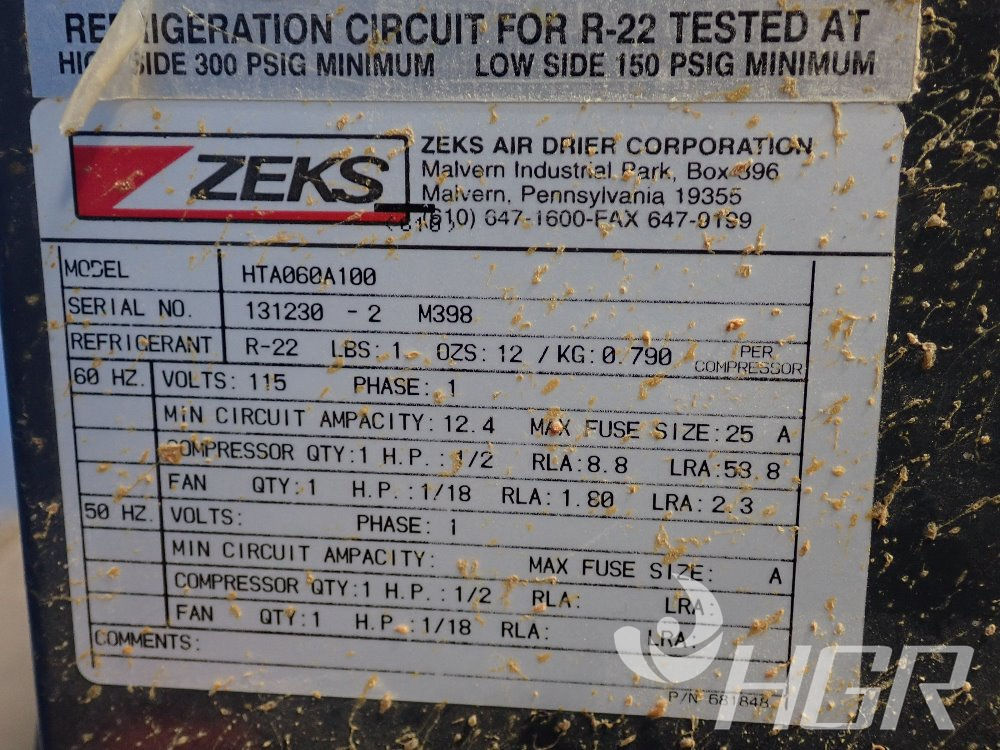 REFRIGERATION CIRCUIT FOR R-22 TESTED AT
HIGH SIDE 300 PSIG MINIMUM LOW SIDE 150 PSIG MINIMUM
ZEKS
ZEKS AIR DRIER CORPORATION
Malvern Industrial Park, Box 396
Malvern, Pennsylvania 19355
(610) 647-1600-FAX 647-9199
MODEL HTA060A100
SERIAL NO. 131230 - 2 M398
REFRIGERANT R-22 LBS: 1 OZS: 12 / KG: 0.790 PER COMPRESSOR
60 HZ. VOLTS: 115 PHASE: 1
MIN CIRCUIT AMPACITY: 12.4 MAX FUSE SIZE: 25 A
COMPRESSOR QTY: 1 H.P.: 1/2 RLA: 8.8 LRA: 53.8
FAN QTY: 1 H.P.: 1/18 RLA: 1.80 LRA: 2.3
50 HZ. VOLTS: PHASE: 1
MIN CIRCUIT AMPACITY: MAX FUSE SIZE: A
COMPRESSOR QTY: 1 H.P.: 1/2 RLA: LRA:
FAN QTY: 1 H.P.: 1/18 RLA: LRA:
COMMENTS:
P/N 681848
HGR